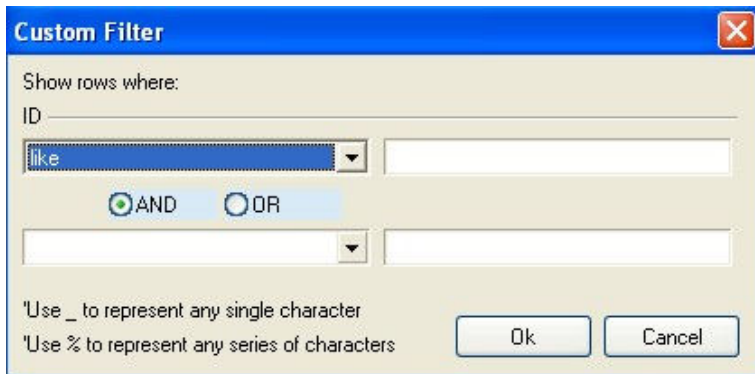 Custom Filter
Show rows where:
ID
like
AND OR
'Use _ to represent any single character
'Use % to represent any series of characters
Ok Cancel